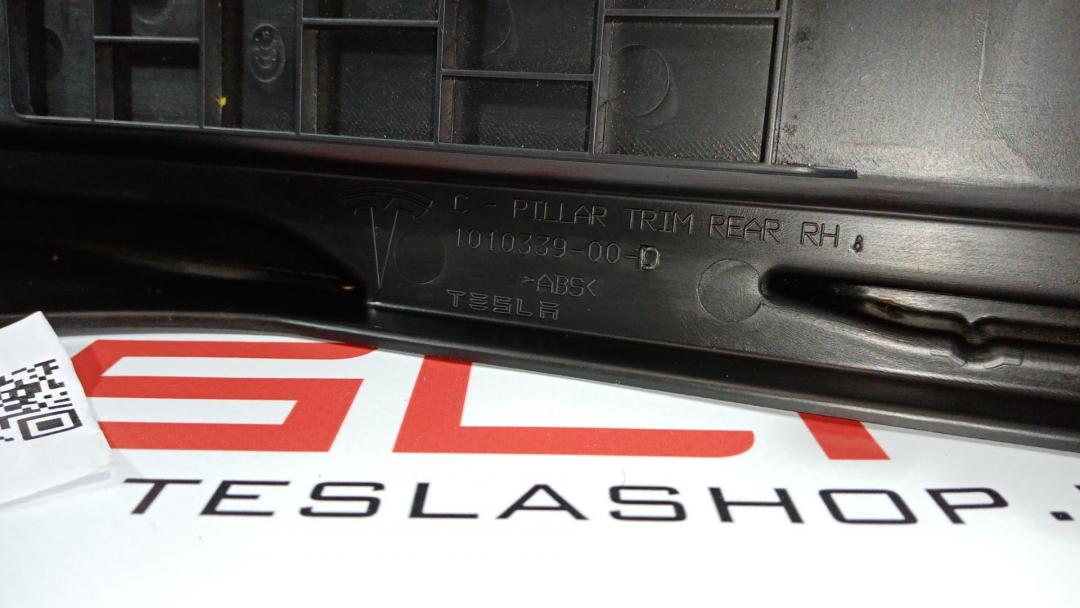 C - PILLAR TRIM REAR RH
1010339-00-D
>ABS<
TESLA
TESLASHOP.